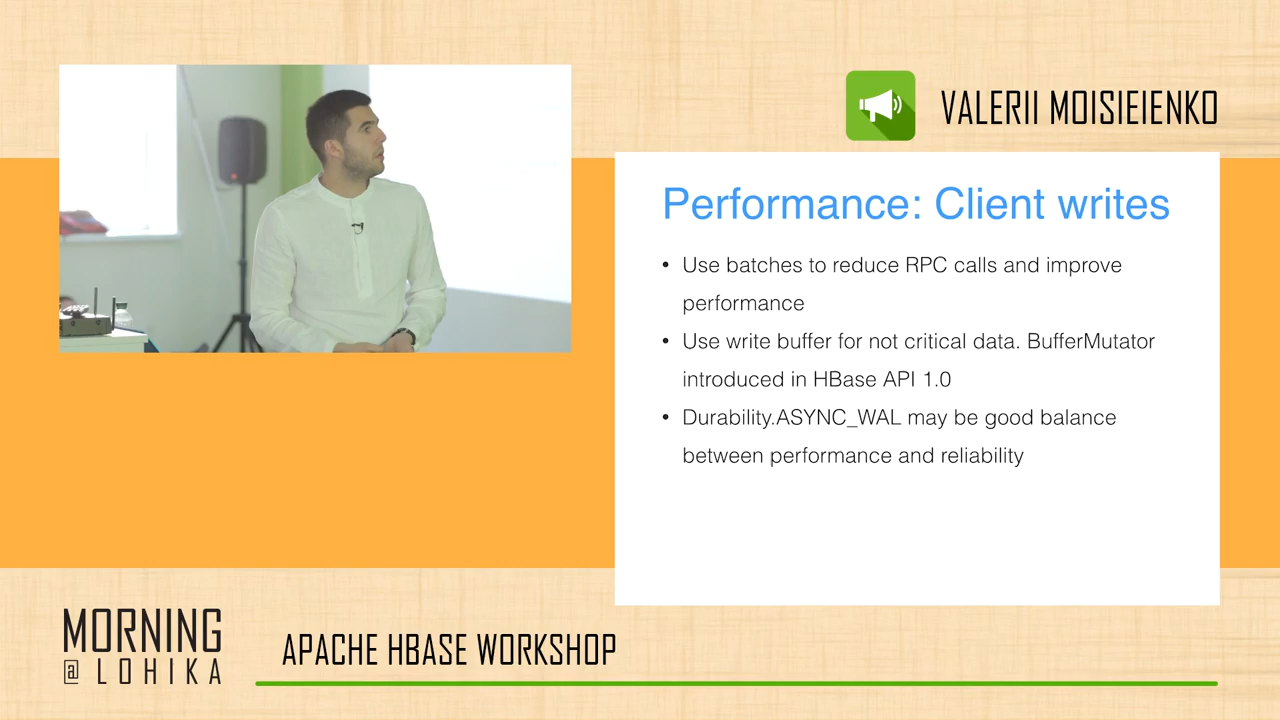 VALERII MOISIEIENKO
Performance: Client writes
• Use batches to reduce RPC calls and improve
performance
• Use write buffer for not critical data. BufferMutator
introduced in HBase API 1.0
• Durability.ASYNC_WAL may be good balance
between performance and reliability
MORNING
@ LOHIKA
APACHE HBASE WORKSHOP